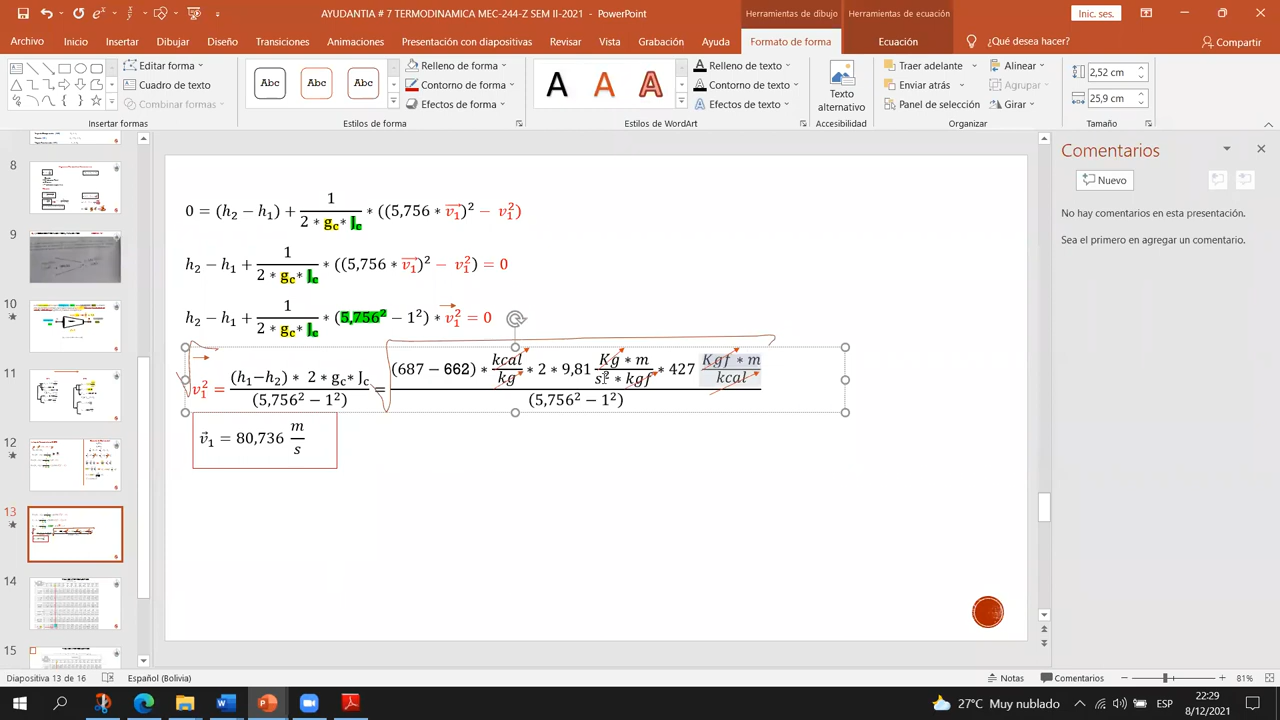 AYUDANTIA # 7 TERMODINAMICA MEC-244-Z SEM II-2021 - PowerPoint
Herramientas de dibujo
Herramientas de ecuación
Inic. ses.
Archivo Inicio Insertar Dibujar Diseño Transiciones Animaciones Presentación con diapositivas Revisar Vista Grabación Ayuda Formato de forma Ecuación ¿Qué desea hacer? Compartir
Editar forma
Cuadro de texto
Combinar formas
Insertar formas
Abc Abc Abc
Relleno de forma
Contorno de forma
Efectos de forma
Estilos de forma
A A A
Relleno de texto
Contorno de texto
Efectos de texto
Estilos de WordArt
Texto alternativo
Accesibilidad
Traer adelante
Enviar atrás
Panel de selección
Alinear
Agrupar
Girar
Organizar
2,52 cm
25,9 cm
Tamaño
8
9
10
11
12
13
14
15
0 = (h₂ − h₁) + 1 / (2 * g_c * J_c) * ((5,756 * v₁)² − v₁²)
h₂ − h₁ + 1 / (2 * g_c * J_c) * ((5,756 * v₁)² − v₁²) = 0
h₂ − h₁ + 1 / (2 * g_c * J_c) * (5,756² − 1²) * v₁² = 0
v₁² = (h₁−h₂) * 2 * g_c * J_c / (5,756² − 1²) = (687 − 662) * kcal/kg * 2 * 9,81 Kg * m / s² * kgf * 427 Kgf * m / kcal / (5,756² − 1²)
v⃗₁ = 80,736 m/s
Comentarios
Nuevo
No hay comentarios en esta presentación.
Sea el primero en agregar un comentario.
Diapositiva 13 de 16
Español (Bolivia)
Notas
Comentarios
81%
27°C Muy nublado
ESP
22:29
8/12/2021